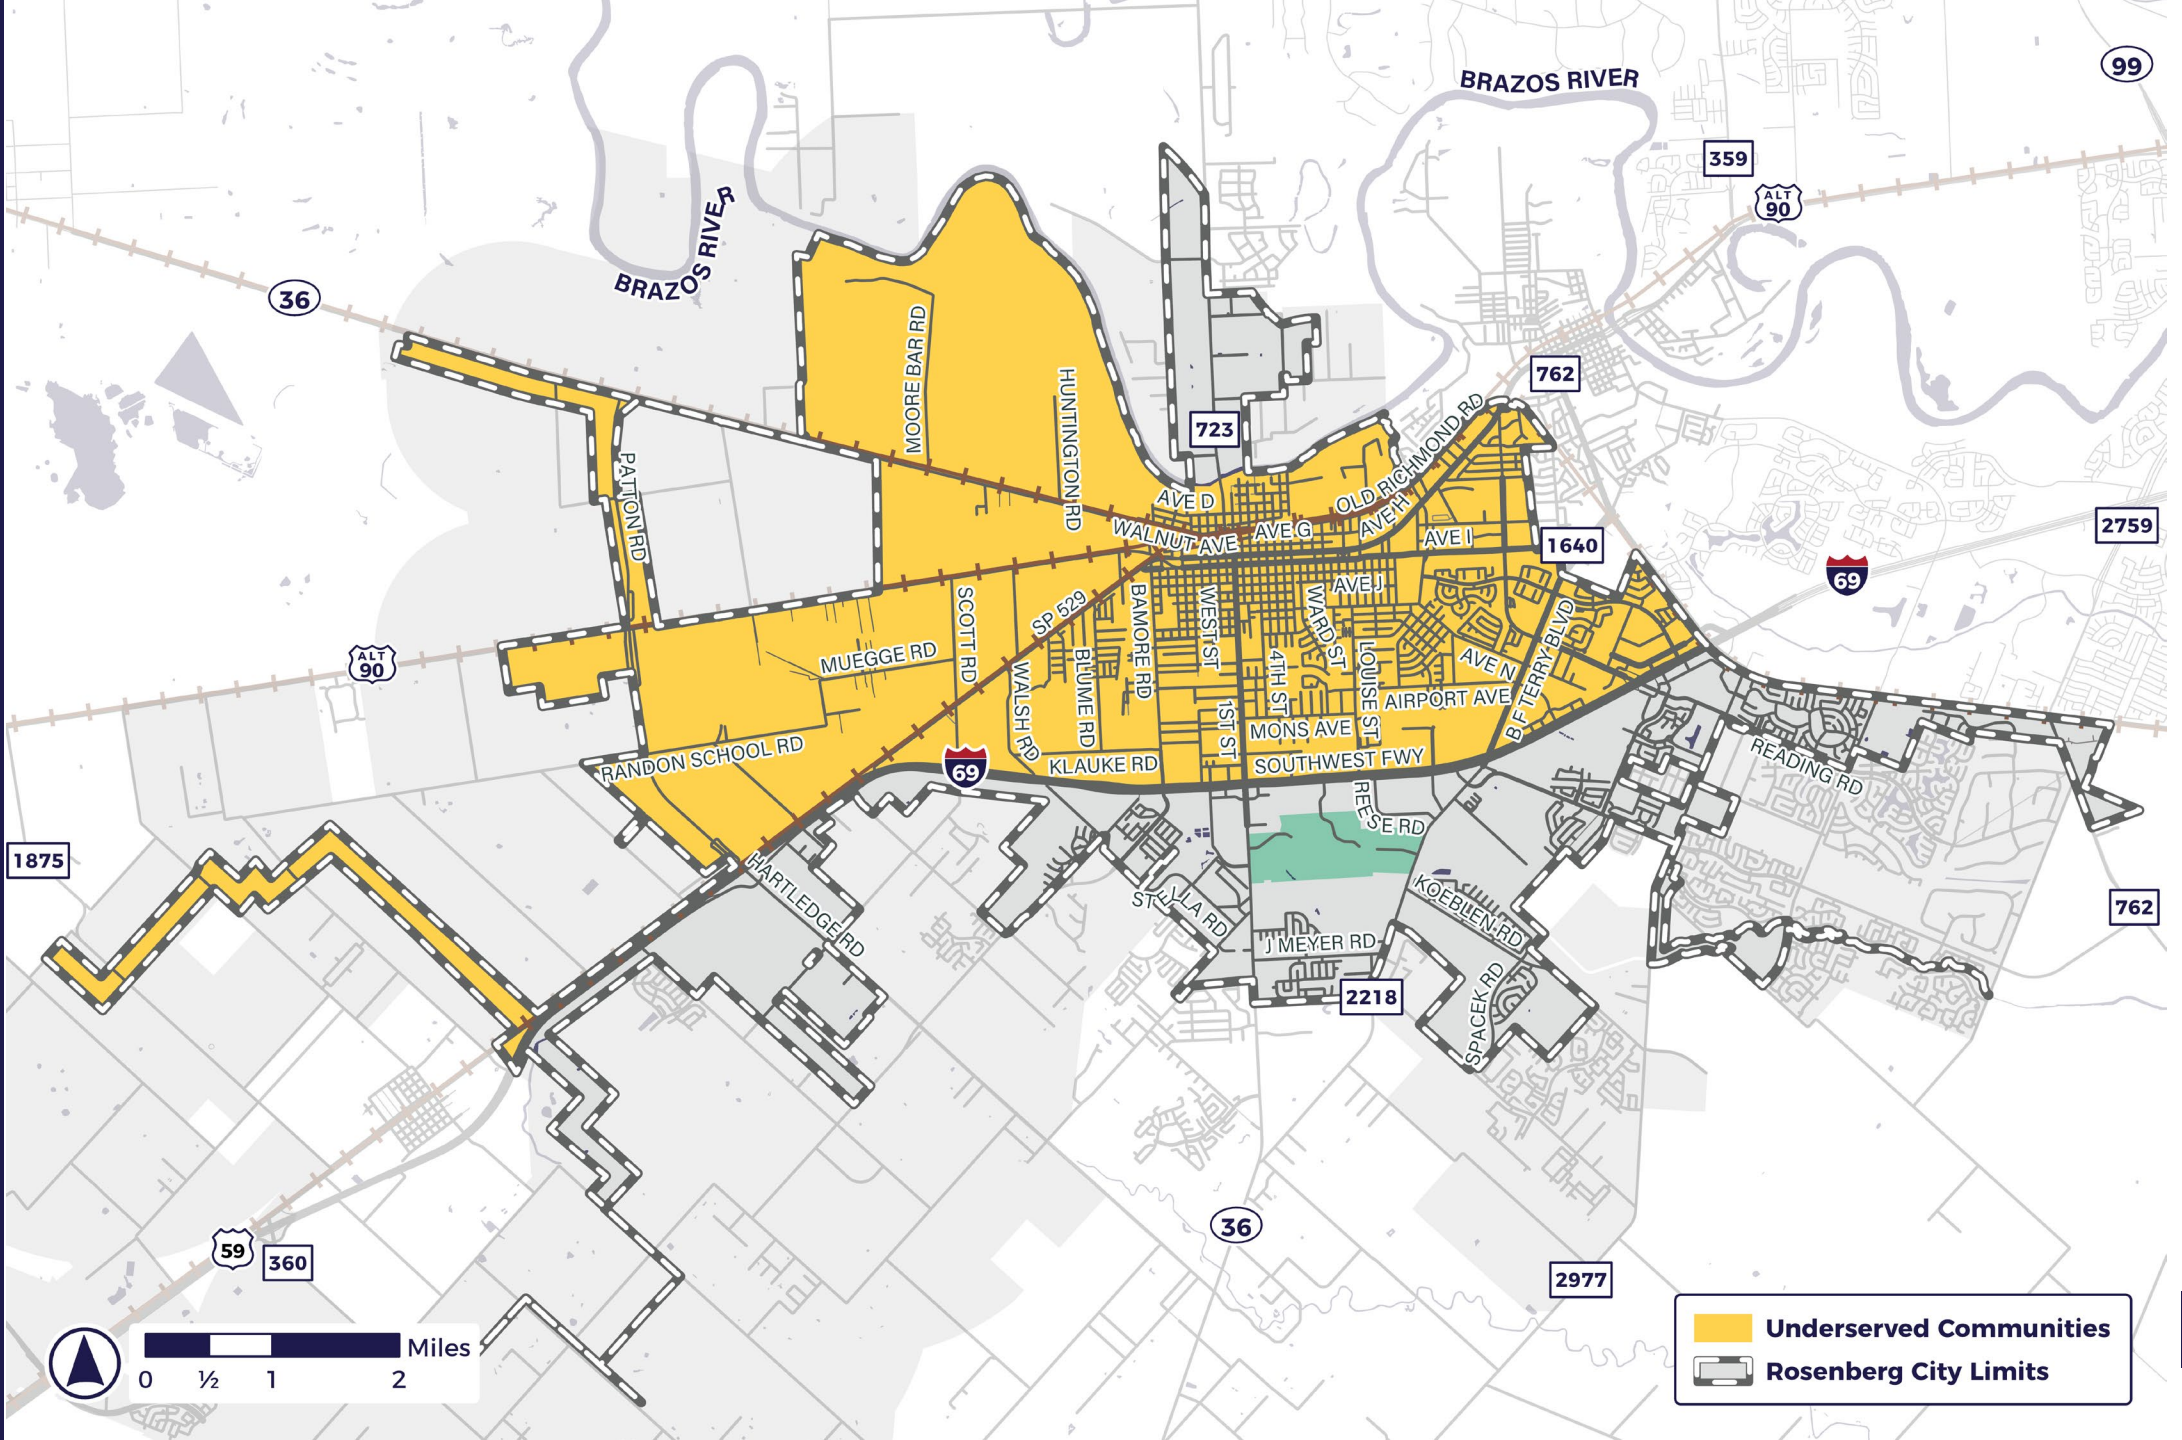 99
BRAZOS RIVER
359
ALT
90
BRAZOS RIVER
36
MOORE BAR RD
HUNTINGTON RD
762
723
OLD RICHMOND RD
PATTON RD
AVE D
WALNUT AVE
AVE G
AVE H
AVE I
1640
2759
69
AVE J
SCOTT RD
SP 529
BAMORE RD
WEST ST
WARD ST
B F TERRY BLVD
ALT
90
MUEGGE RD
WALSH RD
BLUME RD
4TH ST
LOUISE ST
AVE N
AIRPORT AVE
1ST ST
MONS AVE
RANDON SCHOOL RD
69
KLAUKE RD
SOUTHWEST FWY
READING RD
REESE RD
1875
HARTLEDGE RD
STELLA RD
KOEBLEN RD
762
J MEYER RD
2218
SPACEK RD
36
59
360
2977
Underserved Communities
Rosenberg City Limits
Miles
0 ½ 1 2